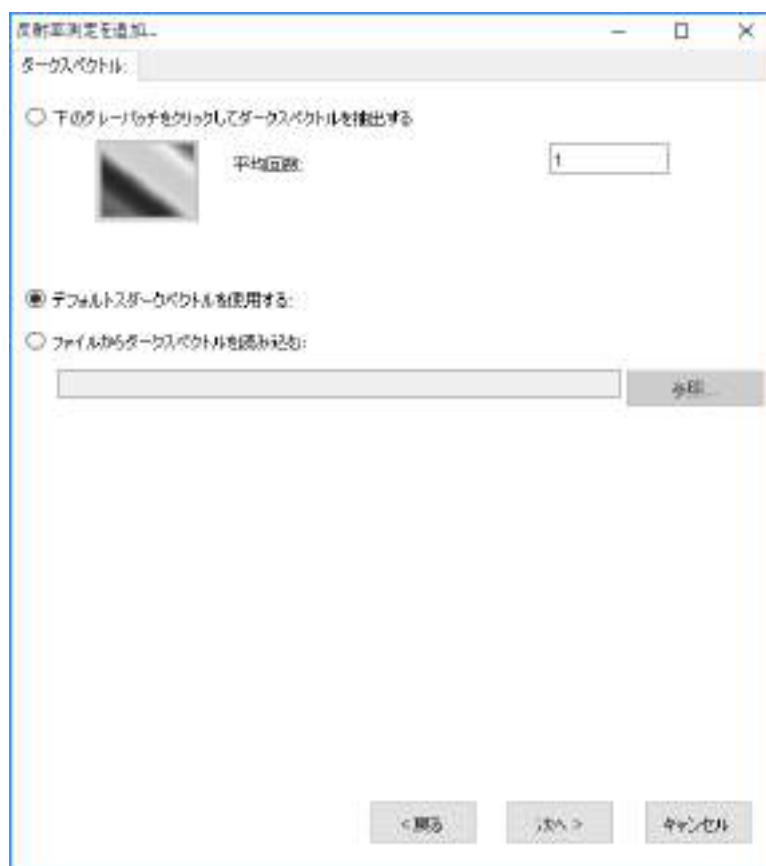 反射率測定を追加...
ダークスペクトル:
下のグレーパッチをクリックしてダークスペクトルを抽出する
平均回数:
1
デフォルトスダークペクトルを使用する:
ファイルからダークスペクトルを読み込む:
参照...
< 戻る
次へ >
キャンセル